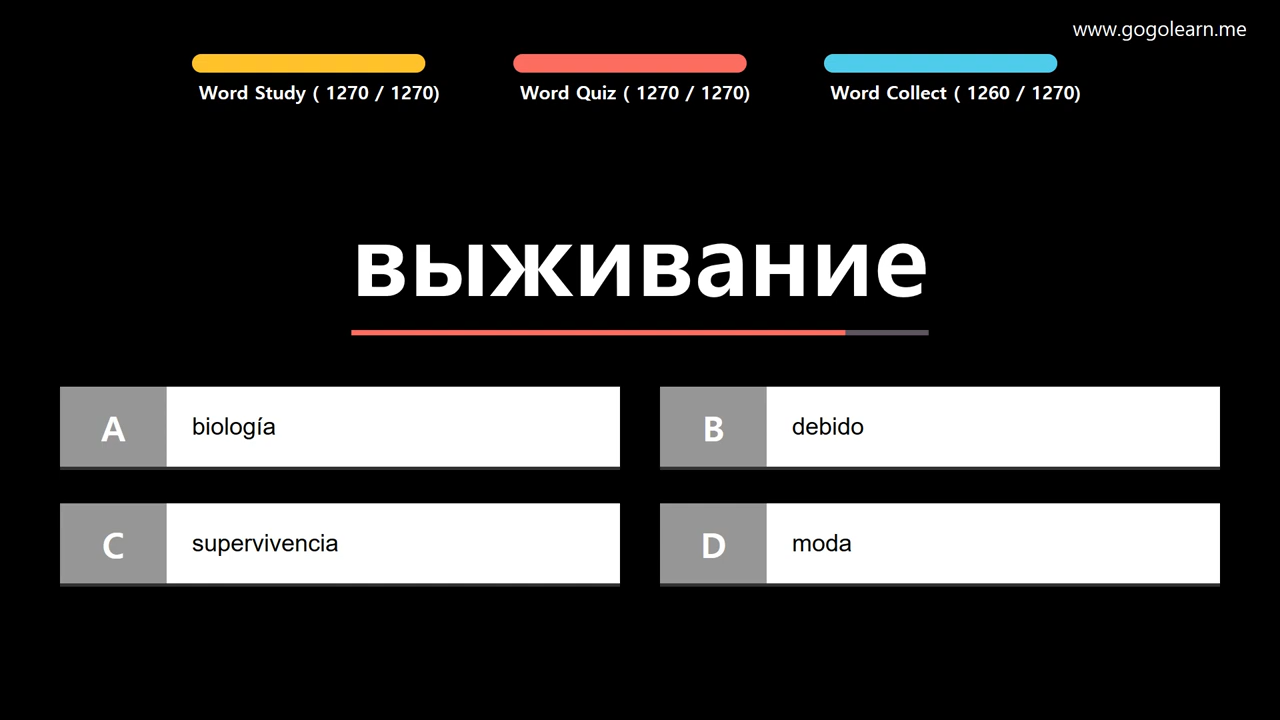 www.gogolearn.me
Word Study ( 1270 / 1270)
Word Quiz ( 1270 / 1270)
Word Collect ( 1260 / 1270)
выживание
A biología
B debido
C supervivencia
D moda